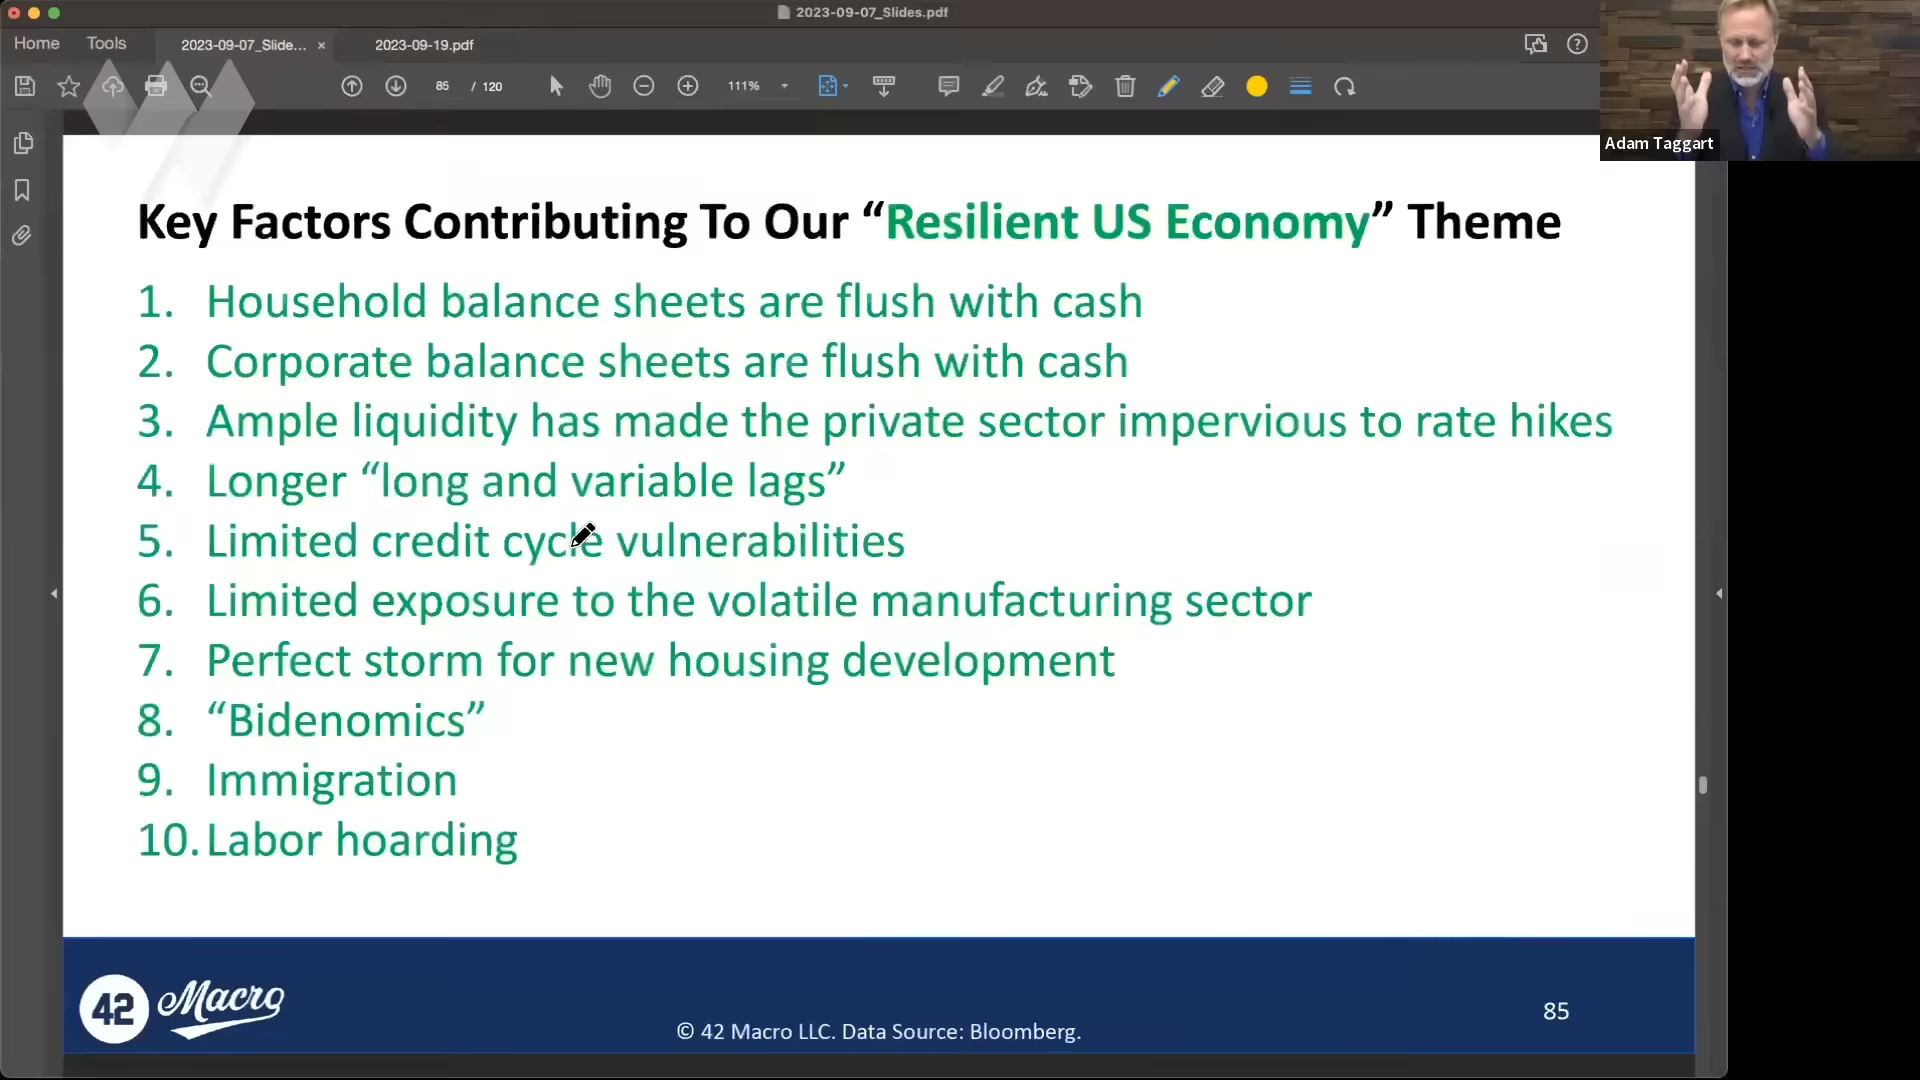 2023-09-07_Slides.pdf
Home
Tools
2023-09-07_Slide... ×
2023-09-19.pdf
85 / 120
111%
Adam Taggart
Key Factors Contributing To Our “Resilient US Economy” Theme
1. Household balance sheets are flush with cash
2. Corporate balance sheets are flush with cash
3. Ample liquidity has made the private sector impervious to rate hikes
4. Longer “long and variable lags”
5. Limited credit cycle vulnerabilities
6. Limited exposure to the volatile manufacturing sector
7. Perfect storm for new housing development
8. “Bidenomics”
9. Immigration
10. Labor hoarding
42 Macro
© 42 Macro LLC. Data Source: Bloomberg.
85